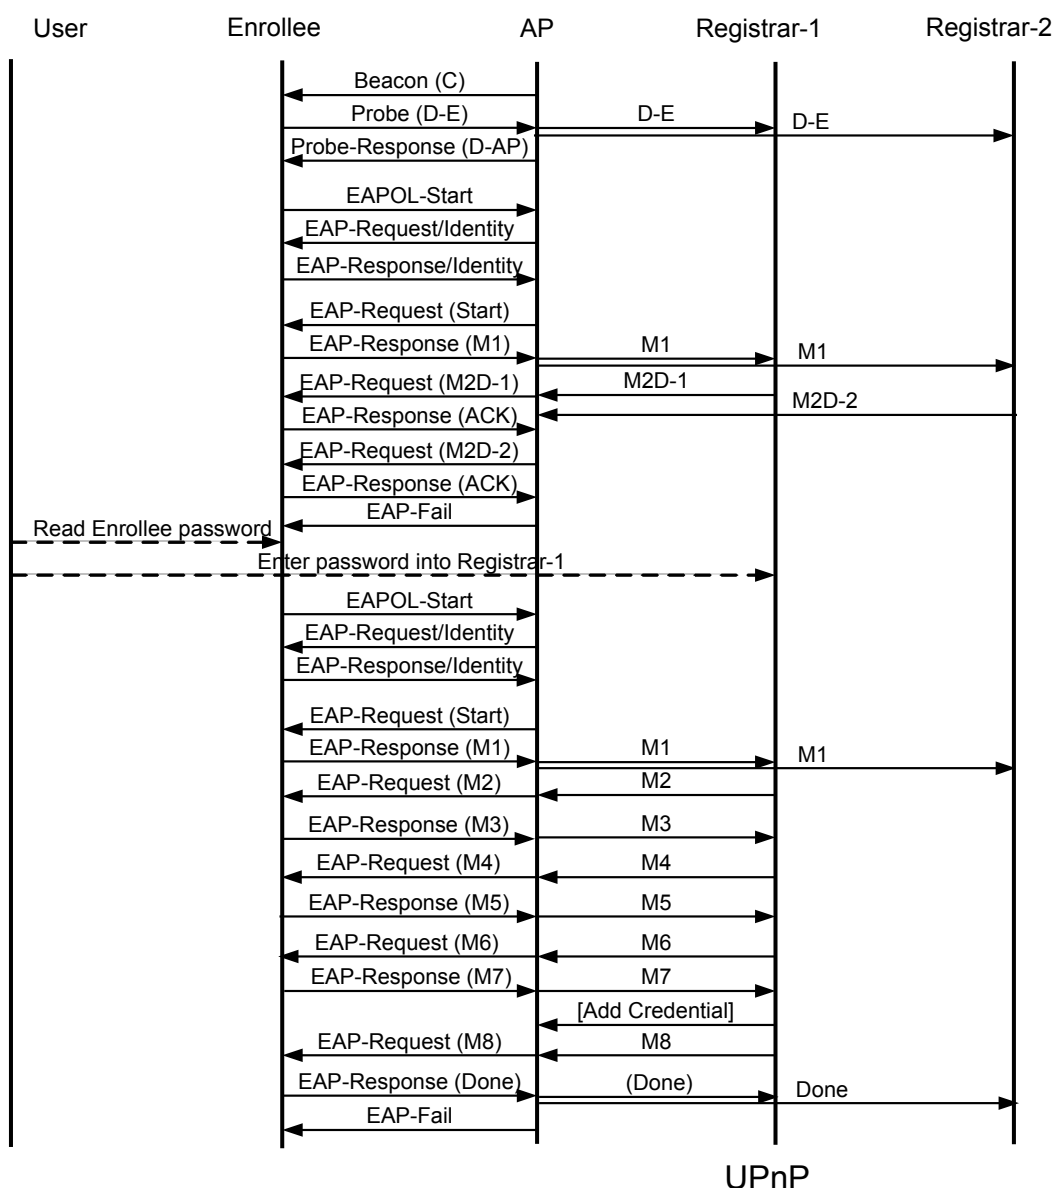 User Enrollee AP Registrar-1 Registrar-2
Beacon (C)
Probe (D-E) D-E D-E
Probe-Response (D-AP)
EAPOL-Start
EAP-Request/Identity
EAP-Response/Identity
EAP-Request (Start)
EAP-Response (M1) M1 M1
EAP-Request (M2D-1) M2D-1
M2D-2
EAP-Response (ACK)
EAP-Request (M2D-2)
EAP-Response (ACK)
EAP-Fail
Read Enrollee password
Enter password into Registrar-1
EAPOL-Start
EAP-Request/Identity
EAP-Response/Identity
EAP-Request (Start)
EAP-Response (M1) M1 M1
EAP-Request (M2) M2
EAP-Response (M3) M3
EAP-Request (M4) M4
EAP-Response (M5) M5
EAP-Request (M6) M6
EAP-Response (M7) M7
[Add Credential]
EAP-Request (M8) M8
EAP-Response (Done) (Done) Done
EAP-Fail
UPnP